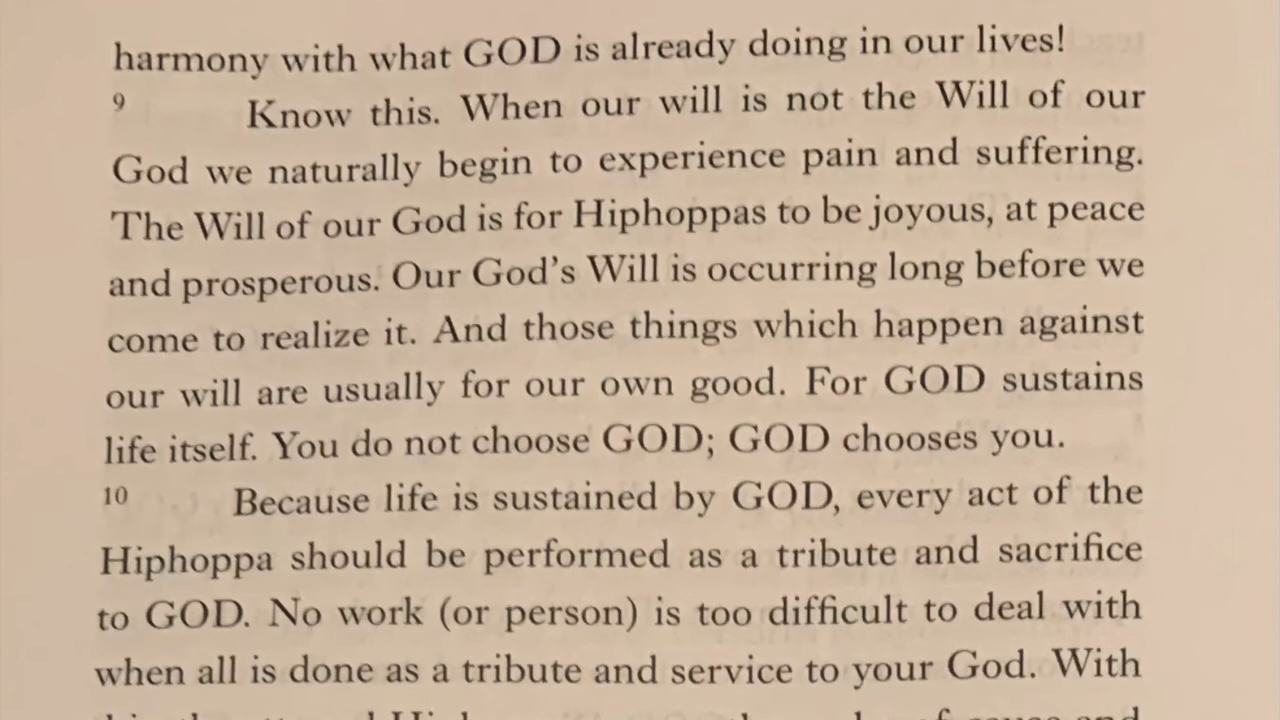 harmony with what GOD is already doing in our lives!
9 Know this. When our will is not the Will of our
God we naturally begin to experience pain and suffering.
The Will of our God is for Hiphoppas to be joyous, at peace
and prosperous. Our God's Will is occurring long before we
come to realize it. And those things which happen against
our will are usually for our own good. For GOD sustains
life itself. You do not choose GOD; GOD chooses you.
10 Because life is sustained by GOD, every act of the
Hiphoppa should be performed as a tribute and sacrifice
to GOD. No work (or person) is too difficult to deal with
when all is done as a tribute and service to your God. With